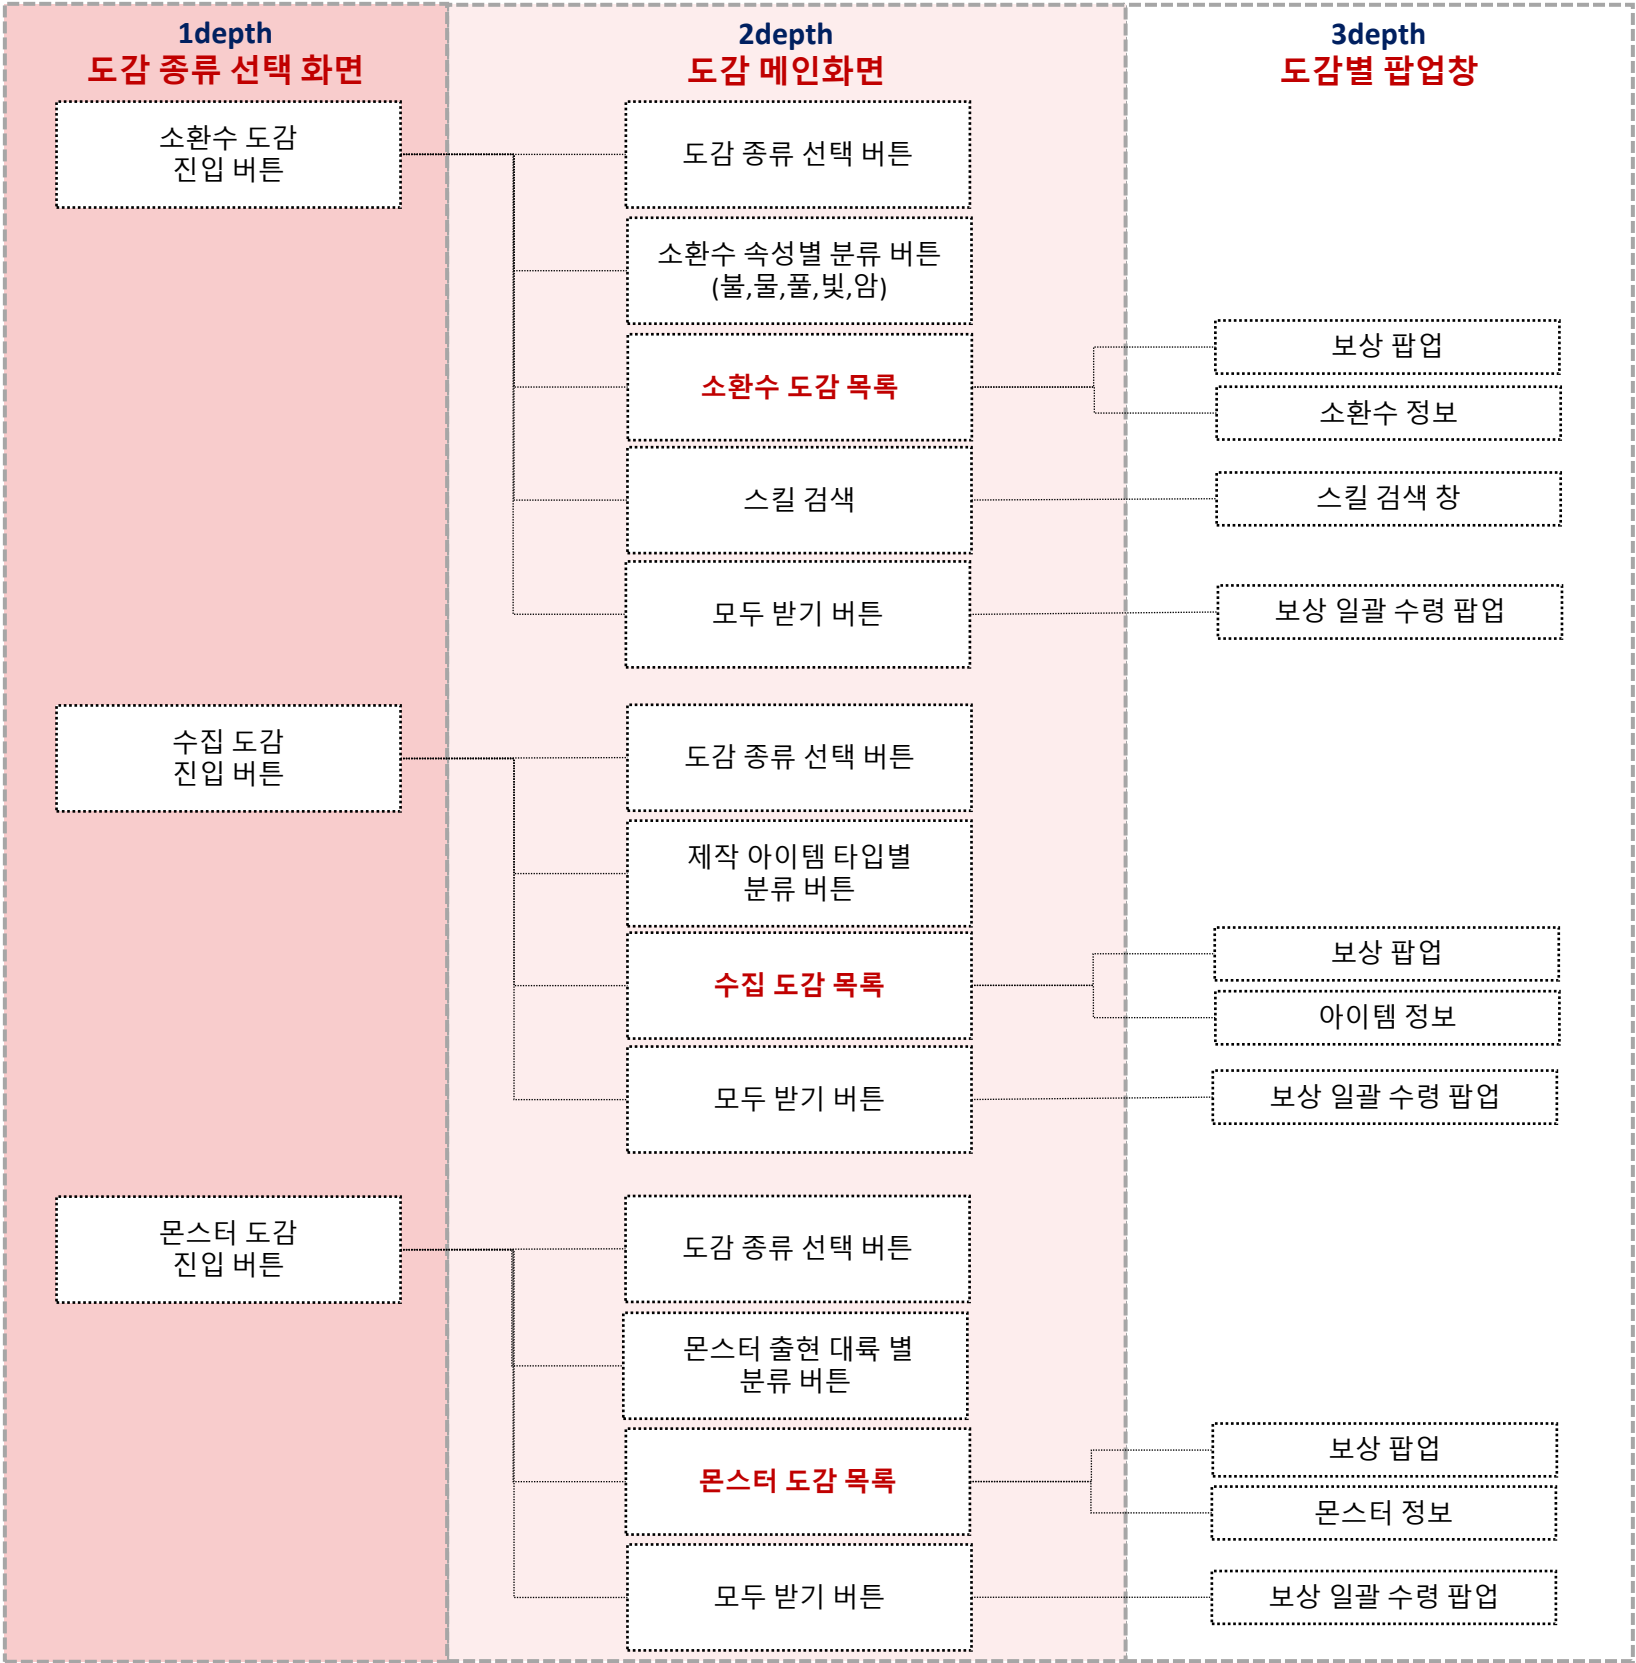 1depth
도감 종류 선택 화면
2depth
도감 메인화면
3depth
도감별 팝업창
소환수 도감
진입 버튼
도감 종류 선택 버튼
소환수 속성별 분류 버튼
(불,물,풀,빛,암)
소환수 도감 목록
보상 팝업
소환수 정보
스킬 검색
스킬 검색 창
모두 받기 버튼
보상 일괄 수령 팝업
수집 도감
진입 버튼
도감 종류 선택 버튼
제작 아이템 타입별
분류 버튼
수집 도감 목록
보상 팝업
아이템 정보
모두 받기 버튼
보상 일괄 수령 팝업
몬스터 도감
진입 버튼
도감 종류 선택 버튼
몬스터 출현 대륙 별
분류 버튼
몬스터 도감 목록
보상 팝업
몬스터 정보
모두 받기 버튼
보상 일괄 수령 팝업